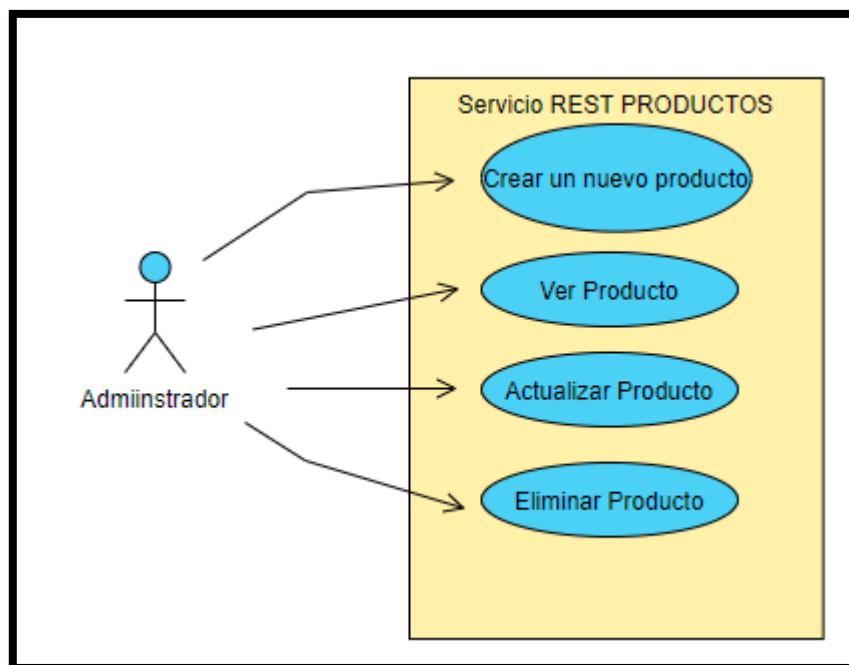 Servicio REST PRODUCTOS
Crear un nuevo producto
Ver Producto
Actualizar Producto
Eliminar Producto
Admiinstrador